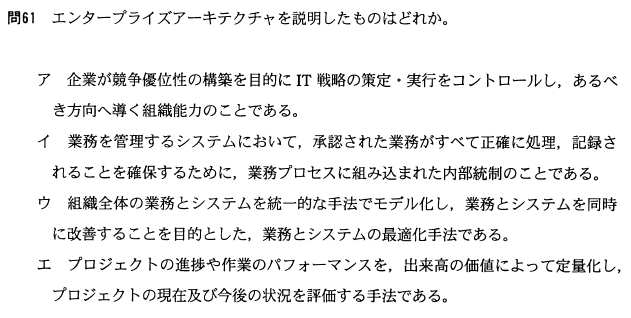 問61　エンタープライズアーキテクチャを説明したものはどれか。
ア　企業が競争優位性の構築を目的に IT 戦略の策定・実行をコントロールし，あるべ
き方向へ導く組織能力のことである。
イ　業務を管理するシステムにおいて，承認された業務がすべて正確に処理，記録さ
れることを確保するために，業務プロセスに組み込まれた内部統制のことである。
ウ　組織全体の業務とシステムを統一的な手法でモデル化し，業務とシステムを同時
に改善することを目的とした，業務とシステムの最適化手法である。
エ　プロジェクトの進捗や作業のパフォーマンスを，出来高の価値によって定量化し，
プロジェクトの現在及び今後の状況を評価する手法である。